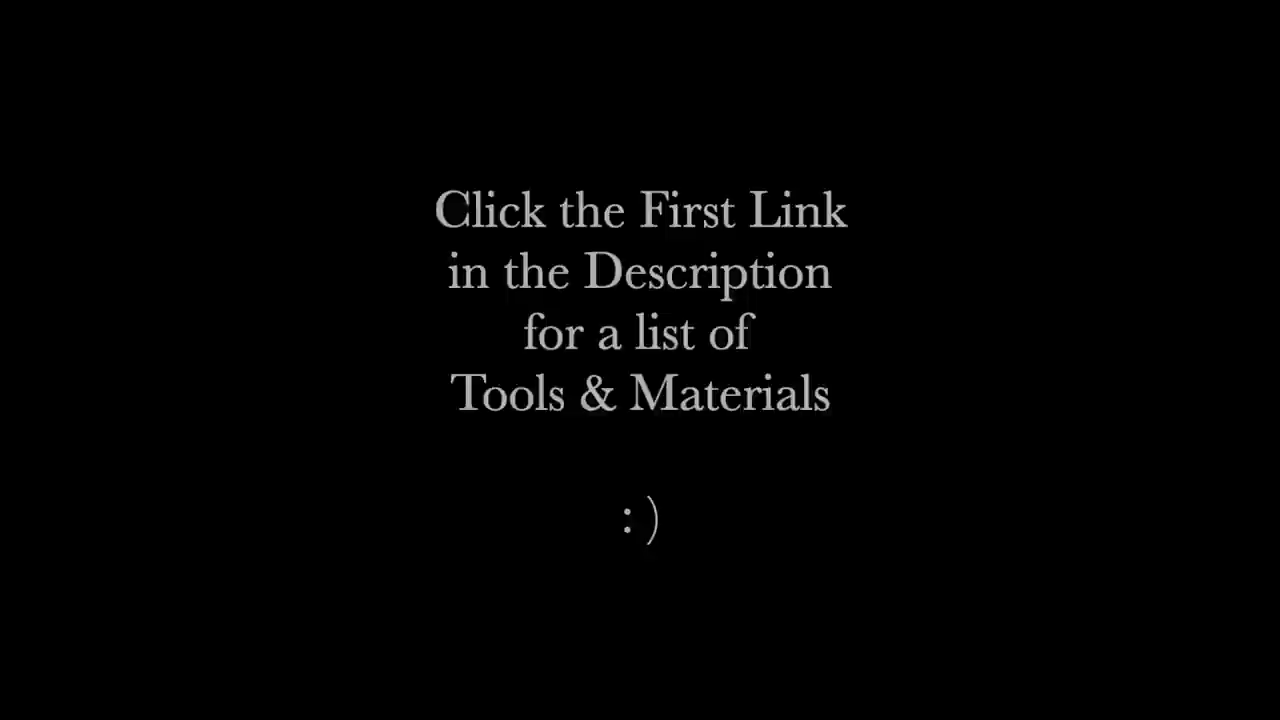 Click the First Link
in the Description
for a list of
Tools & Materials
: )